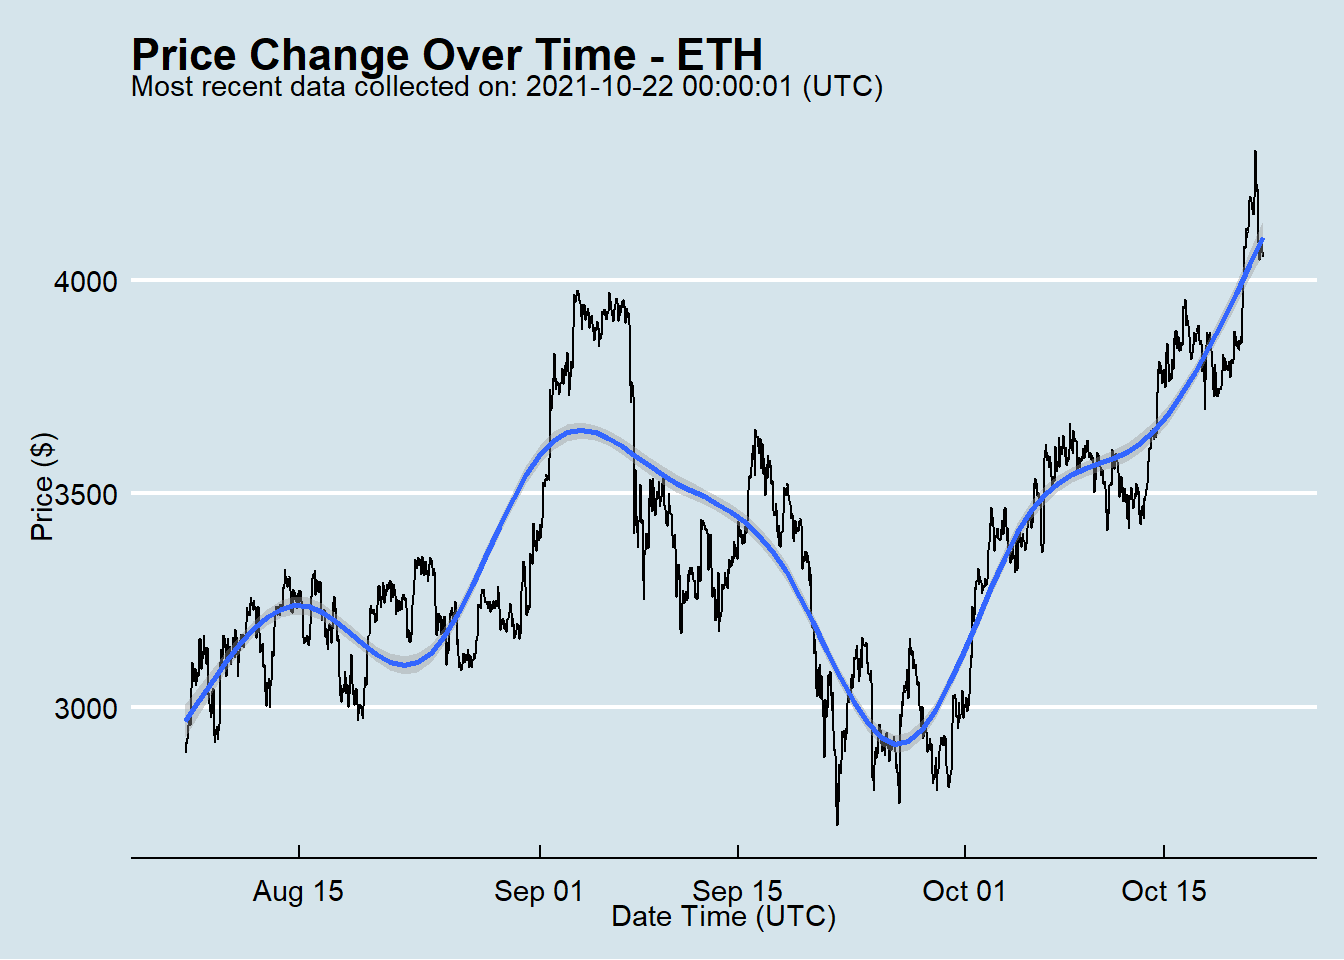 Price Change Over Time - ETH
Most recent data collected on: 2021-10-22 00:00:01 (UTC)
4000
3500
3000
Price ($)
Aug 15
Sep 01
Sep 15
Oct 01
Oct 15
Date Time (UTC)